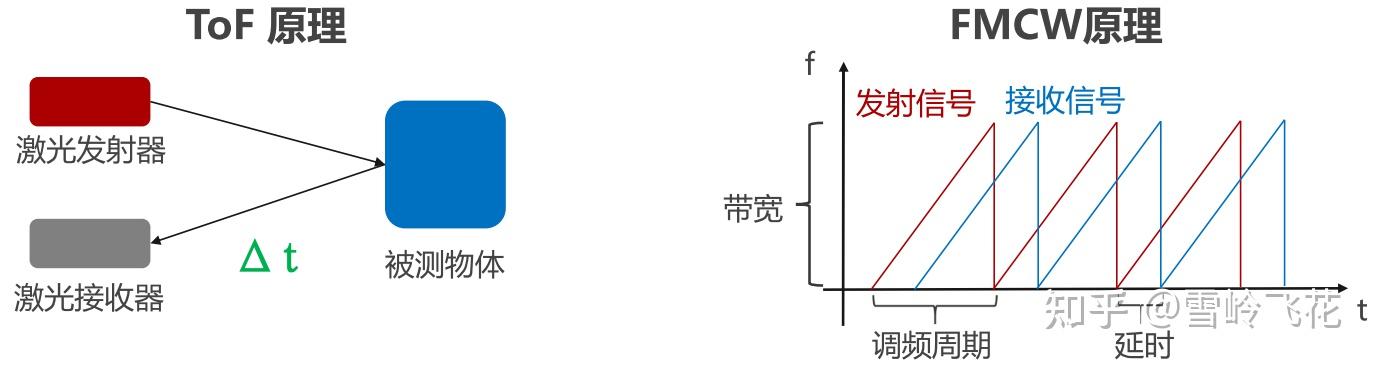 ToF 原理
激光发射器
激光接收器
Δ t
被测物体
FMCW原理
f
发射信号
接收信号
带宽
调频周期
延时
t
知乎 @雪岭飞花